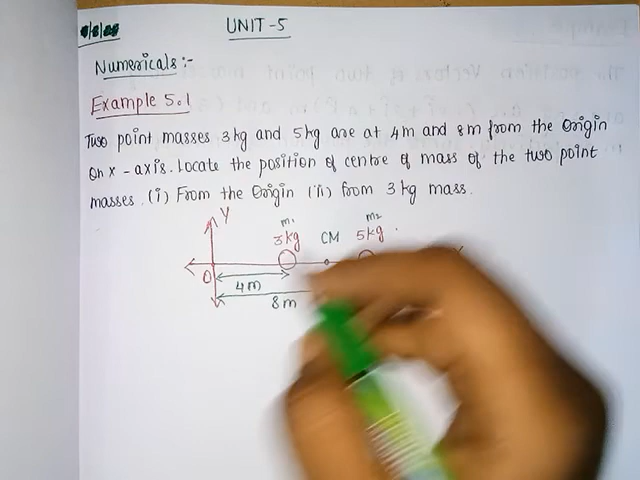 UNIT-5
Numericals:-
Example 5.1
Two point masses 3kg and 5kg are at 4m and 8m from the Origin
On x-axis. Locate the position of centre of mass of the two point
masses. (i) From the Origin (ii) from 3kg mass.
Y
m1 m2
3kg CM 5kg
O
4m
8m